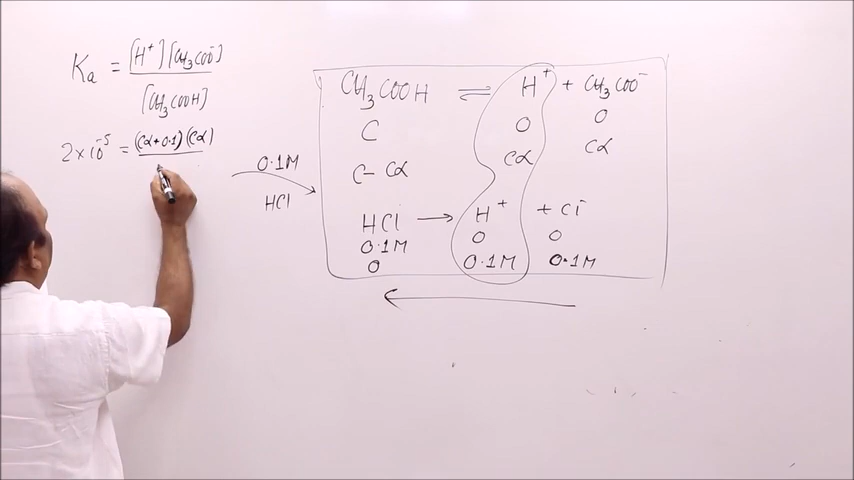 Ka = [H+] [CH3COO-]
[CH3COOH]
2×10^-5 = (Cα+0.1) (Cα)
0.1M
HCl
CH3COOH ⇌ H+ + CH3COO-
C 0 0
C- Cα Cα Cα
HCl → H+ + Cl-
0.1M 0 0
0 0.1M 0.1M